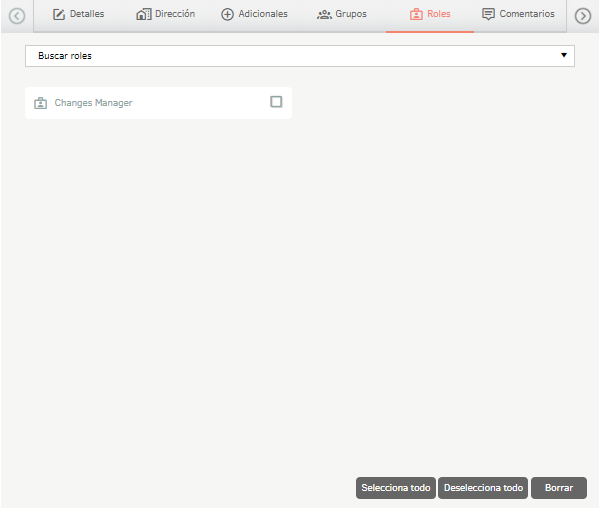 Detalles
Dirección
Adicionales
Grupos
Roles
Comentarios
Buscar roles
Changes Manager
Selecciona todo
Deselecciona todo
Borrar